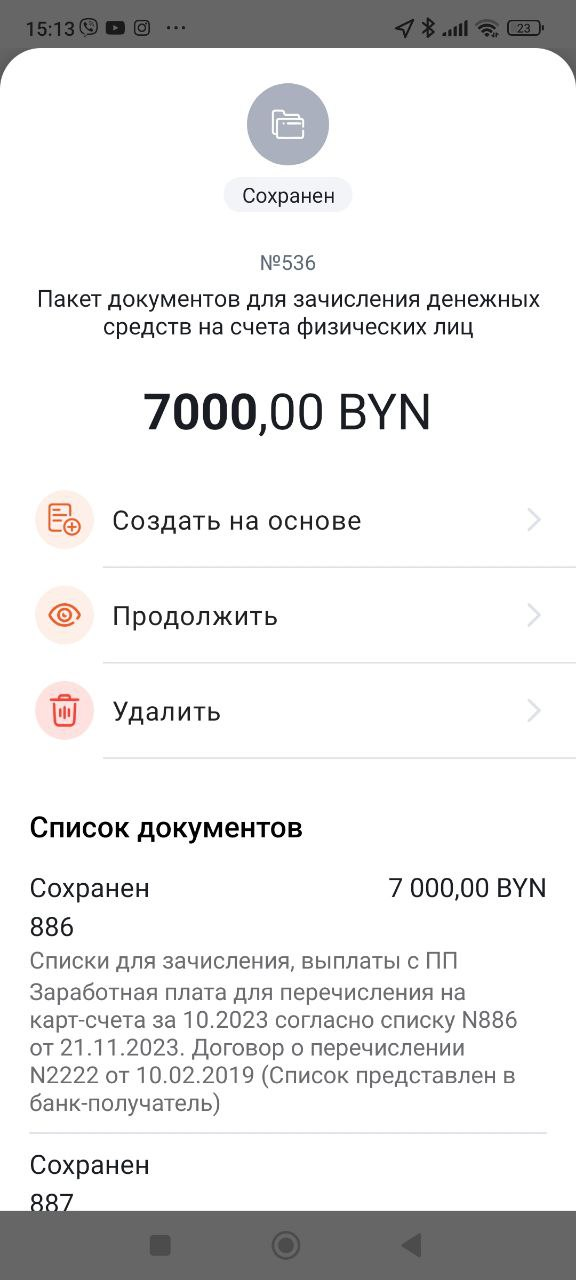 15:13
23
Сохранен
№536
Пакет документов для зачисления денежных
средств на счета физических лиц
7000,00 BYN
Создать на основе
Продолжить
Удалить
Список документов
Сохранен 7 000,00 BYN
886
Списки для зачисления, выплаты с ПП
Заработная плата для перечисления на
карт-счета за 10.2023 согласно списку N886
от 21.11.2023. Договор о перечислении
N2222 от 10.02.2019 (Список представлен в
банк-получатель)
Сохранен
887